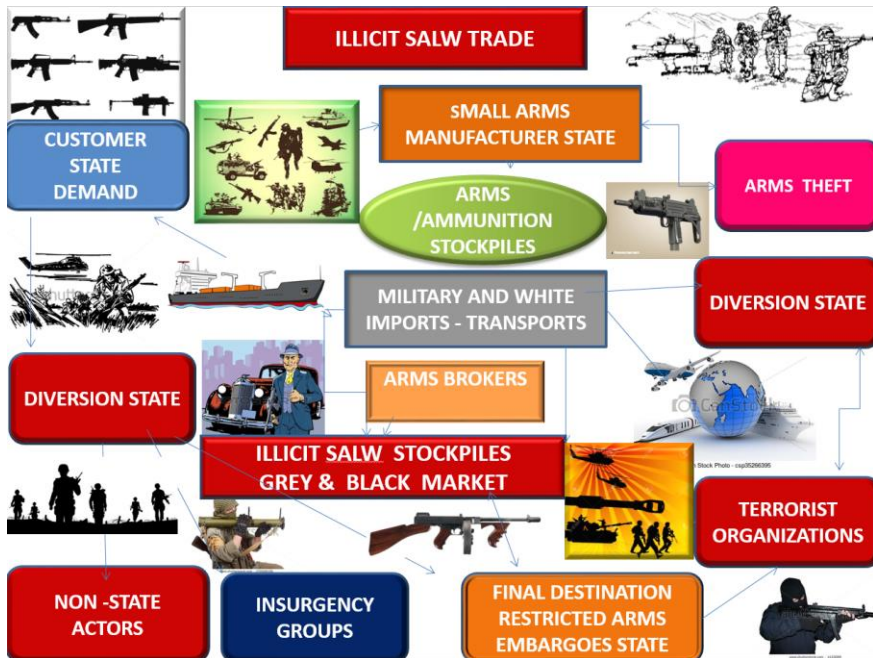 ILLICIT SALW TRADE
SMALL ARMS
MANUFACTURER STATE
CUSTOMER
STATE
DEMAND
ARMS THEFT
ARMS
/AMMUNITION
STOCKPILES
MILITARY AND WHITE
IMPORTS - TRANSPORTS
DIVERSION STATE
DIVERSION STATE
ARMS BROKERS
CanStock
n Stock Photo - csp35266395
ILLICIT SALW STOCKPILES
GREY & BLACK MARKET
TERRORIST
ORGANIZATIONS
NON -STATE
ACTORS
INSURGENCY
GROUPS
FINAL DESTINATION
RESTRICTED ARMS
EMBARGOES STATE